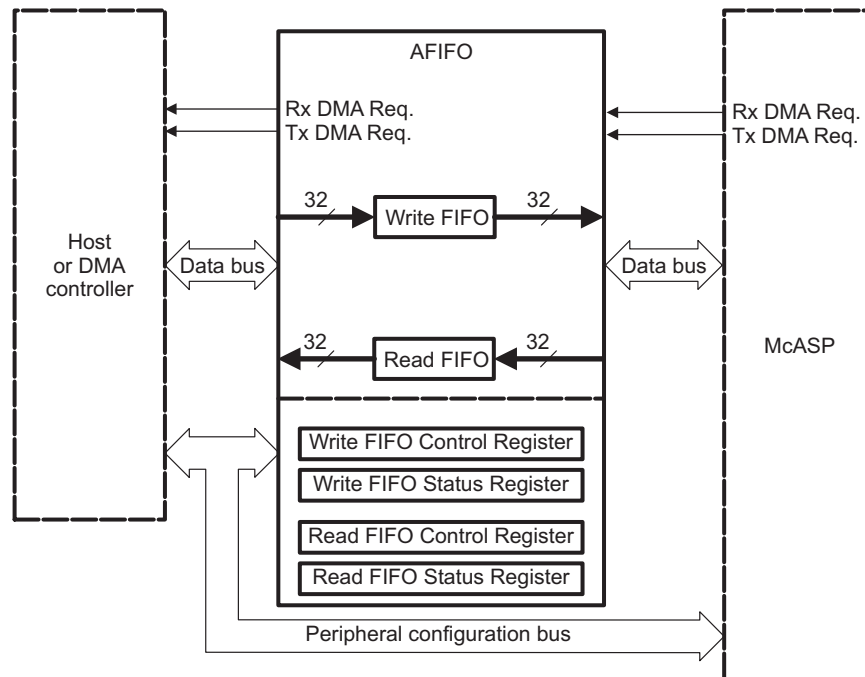 AFIFO
Rx DMA Req.
Rx DMA Req.
Tx DMA Req.
Tx DMA Req.
32
32
Write FIFO
Host
or DMA
controller
Data bus
Data bus
32
32
Read FIFO
McASP
Write FIFO Control Register
Write FIFO Status Register
Read FIFO Control Register
Read FIFO Status Register
Peripheral configuration bus